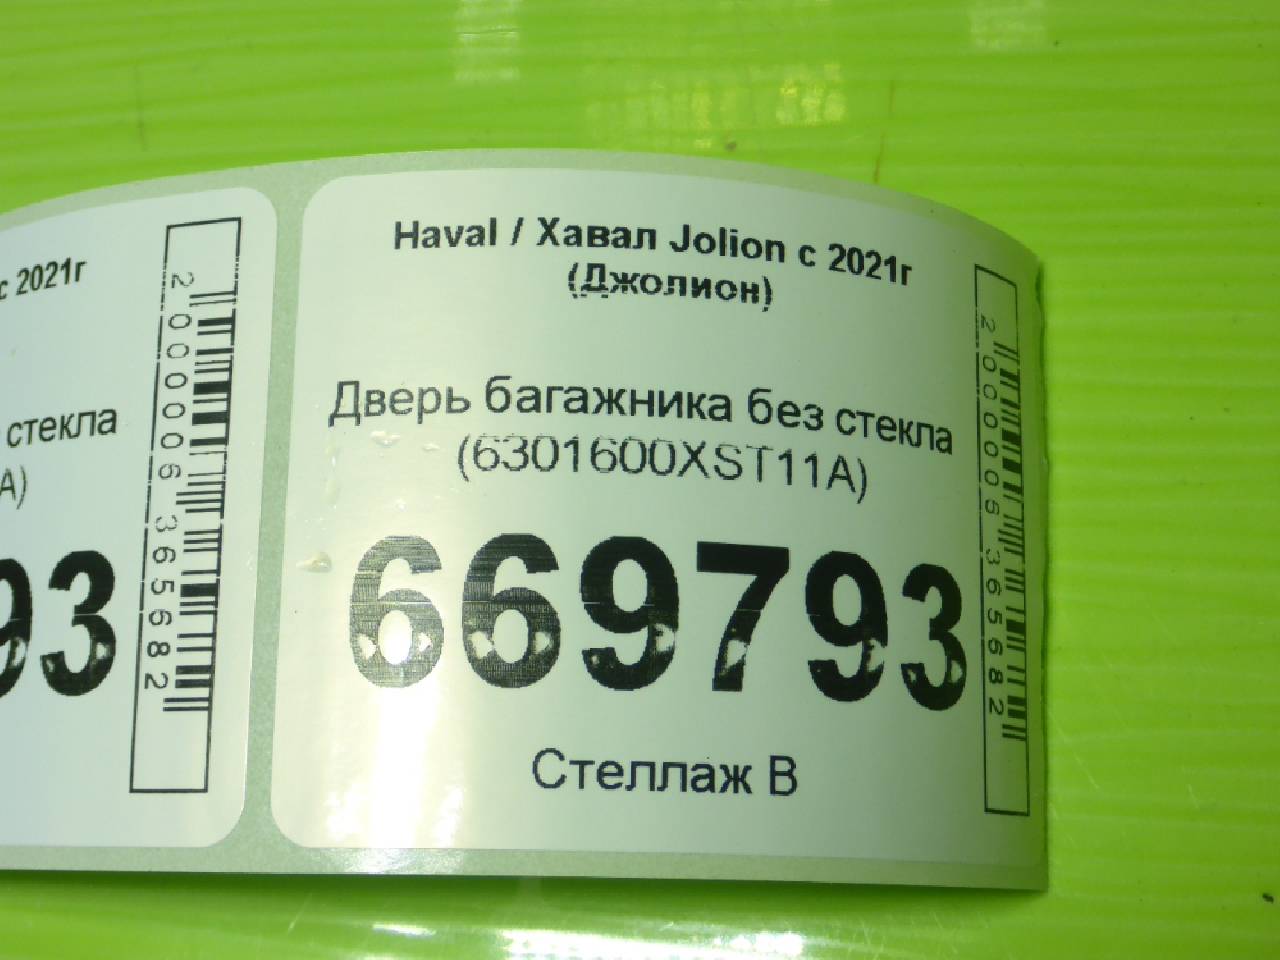 с 2021г
стекла
А)
93
2000006365682
Haval / Хавал Jolion с 2021г
(Джолион)
Дверь багажника без стекла
(6301600XST11A)
669793
Стеллаж В
2000006365682